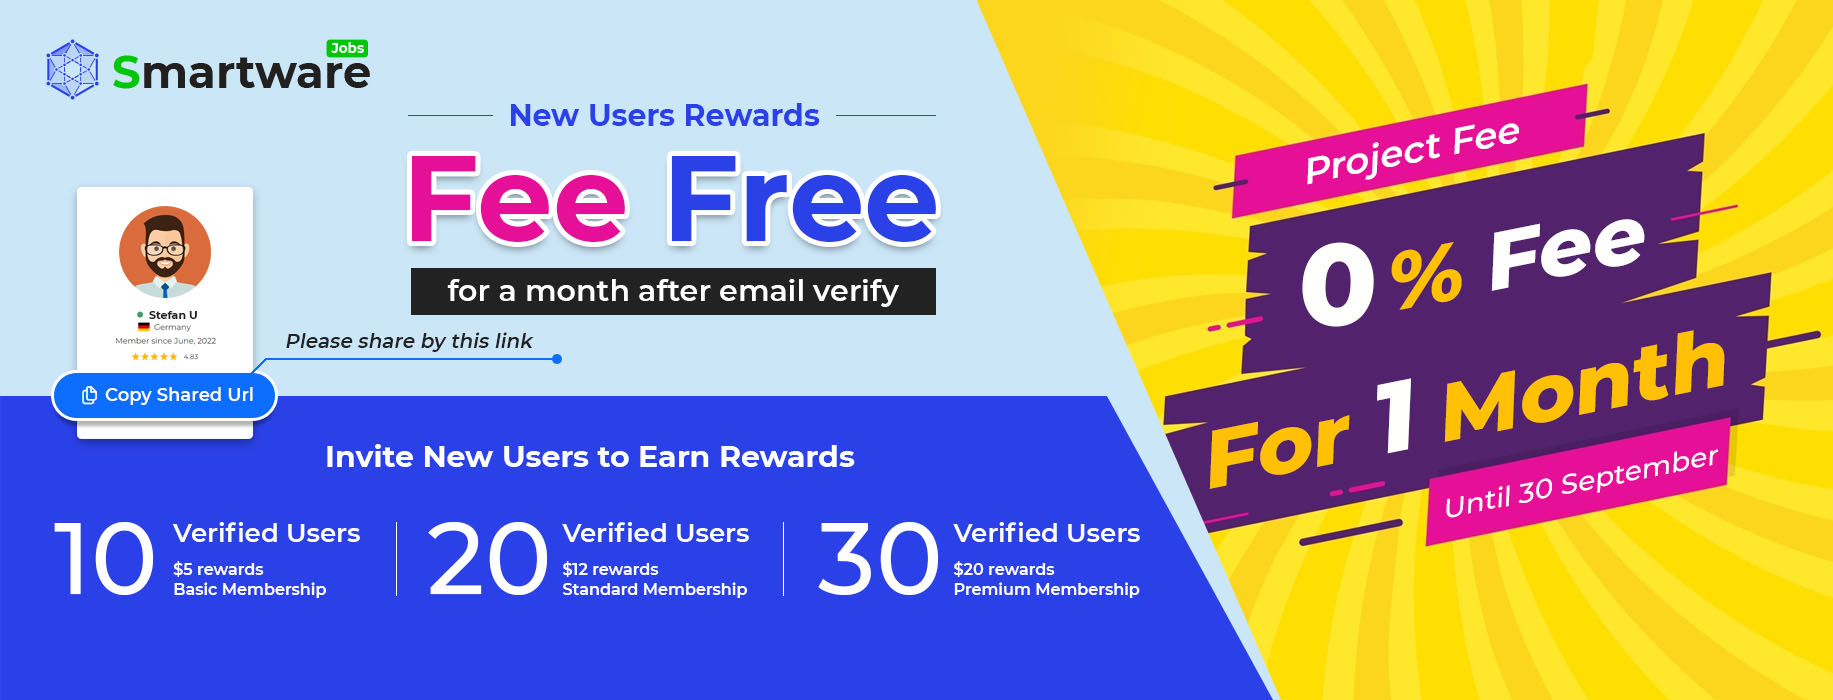 Smartware
Jobs
New Users Rewards
Fee Free
for a month after email verify
Stefan U
Germany
Member since June, 2022
4.83
Please share by this link
Copy Shared Url
Invite New Users to Earn Rewards
10
Verified Users
$5 rewards
Basic Membership
20
Verified Users
$12 rewards
Standard Membership
30
Verified Users
$20 rewards
Premium Membership
Project Fee
0% Fee
For 1 Month
Until 30 September